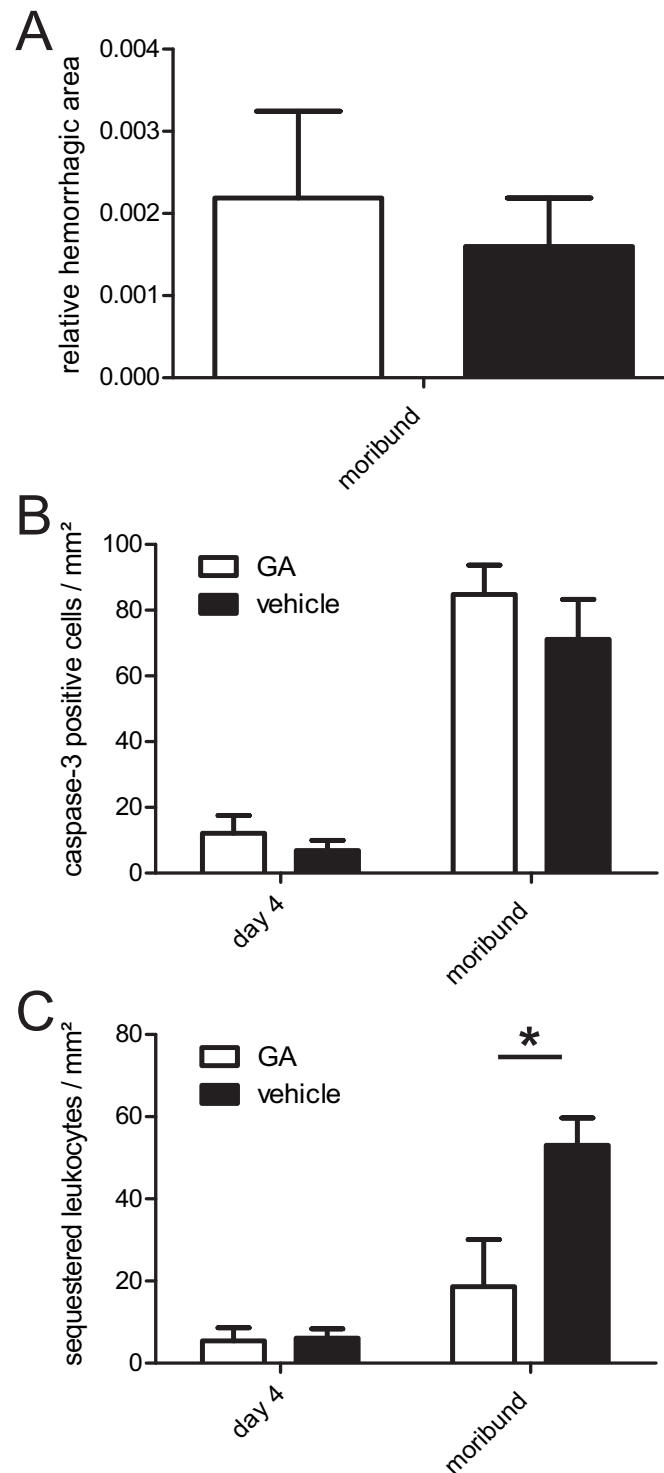 A
relative hemorrhagic area
0.004
0.003
0.002
0.001
0.000
moribund
B
caspase-3 positive cells / mm²
100
80
60
40
20
0
GA
vehicle
day 4
moribund
C
sequestered leukocytes / mm²
80
60
40
20
0
GA
vehicle
*
day 4
moribund